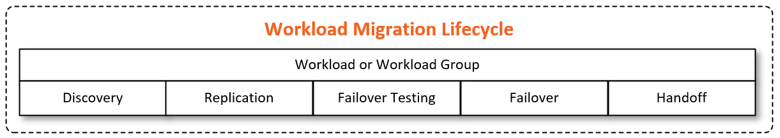 Workload Migration Lifecycle
Workload or Workload Group
Discovery Replication Failover Testing Failover Handoff